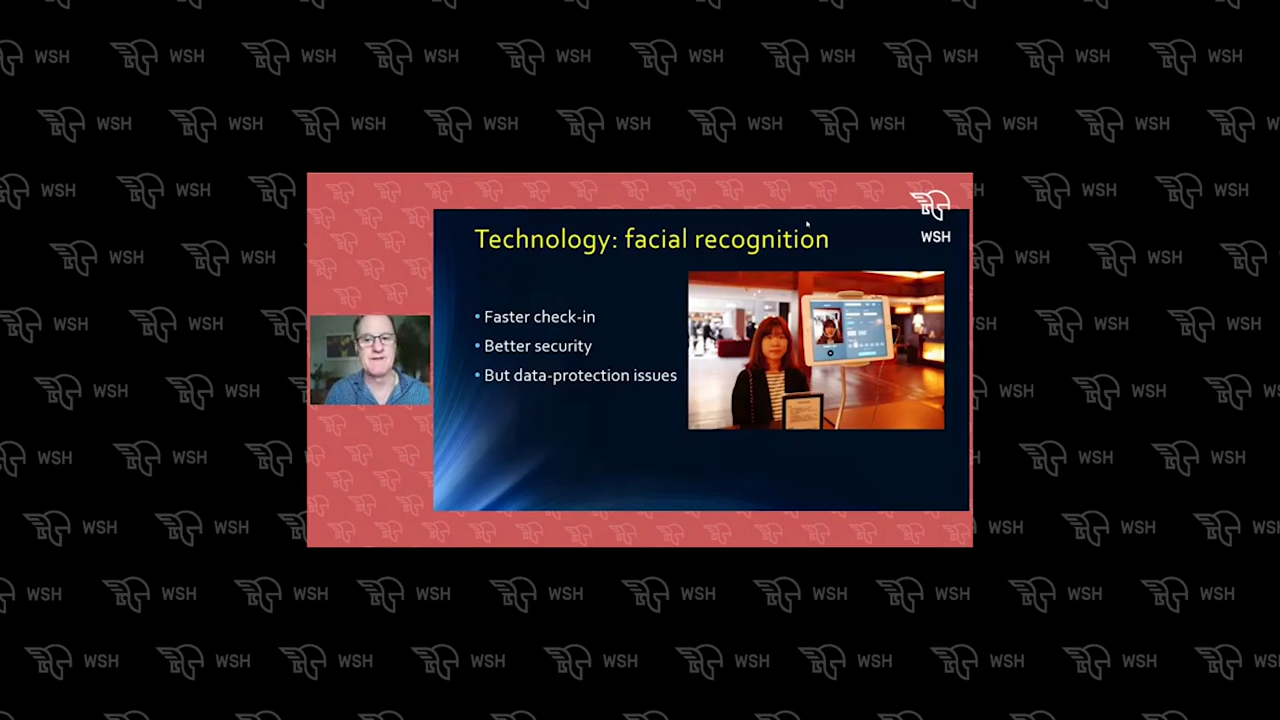 WSH
Technology: facial recognition
• Faster check-in
• Better security
• But data-protection issues